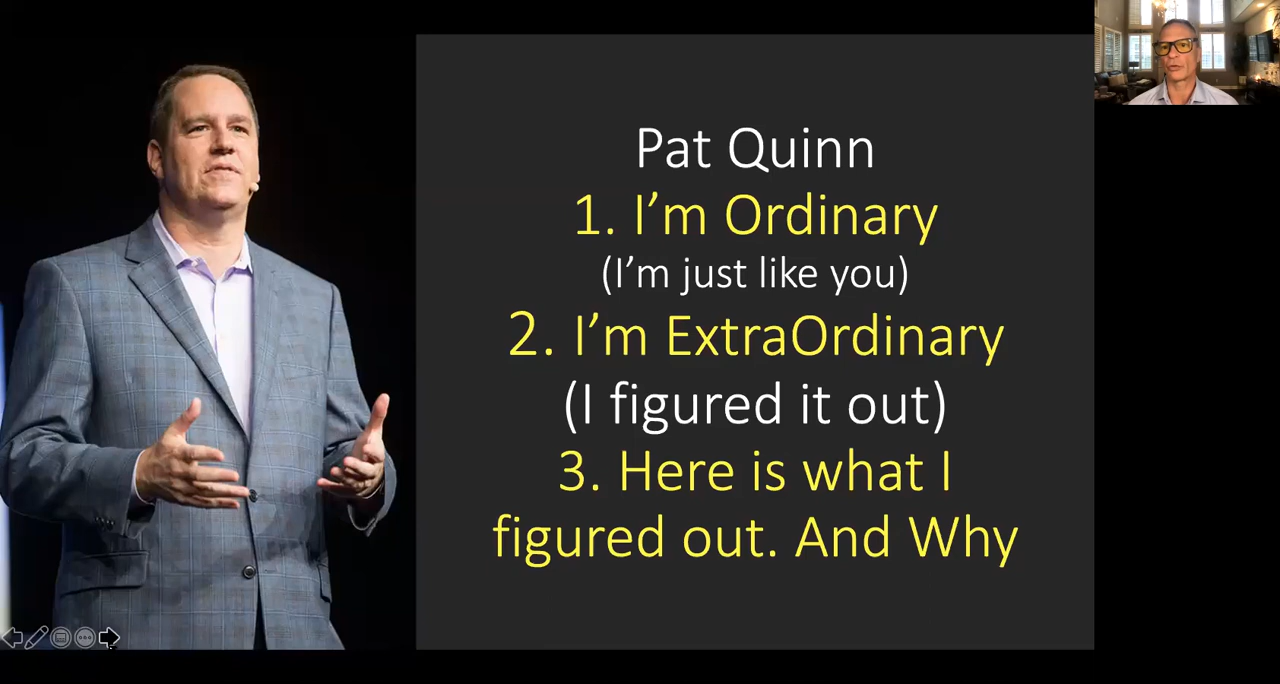 Pat Quinn
1. I’m Ordinary
(I’m just like you)
2. I’m ExtraOrdinary
(I figured it out)
3. Here is what I
figured out. And Why